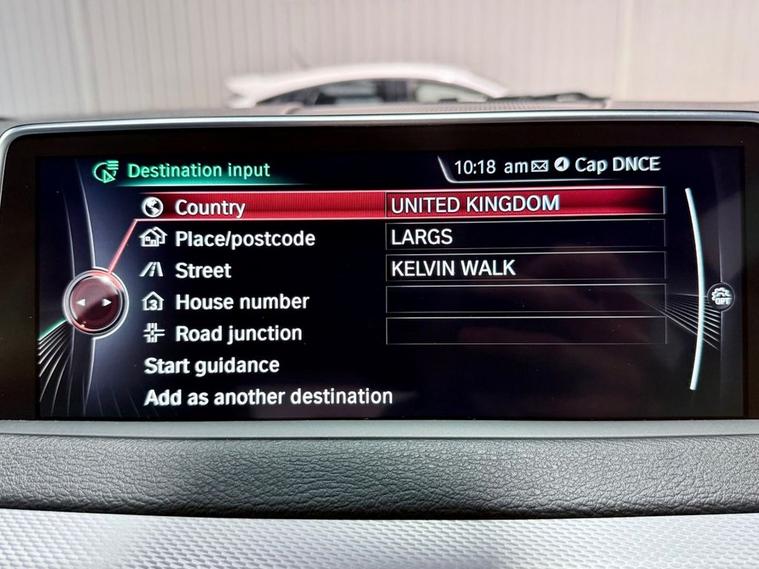 Destination input
10:18 am Cap DNCE
Country UNITED KINGDOM
Place/postcode LARGS
Street KELVIN WALK
House number
Road junction
Start guidance
Add as another destination